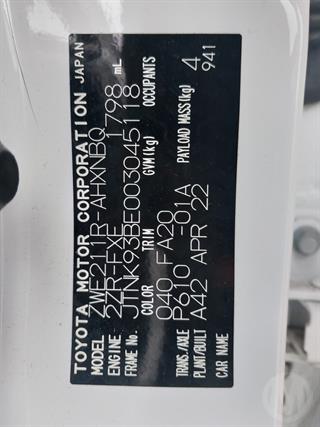 TOYOTA MOTOR CORPORATION JAPAN
MODEL ZWE211R-AHXNBQ
ENGINE 2ZR-FXE 1798 mL
FRAME No. JTNK93BE003045118
GVM(kg) OCCUPANTS 4
COLOR TRIM PAYLOAD MASS(kg) 941
040 FA20
TRANS./AXLE P610 -01A
PLANT/BUILT A42 APR 22
CAR NAME